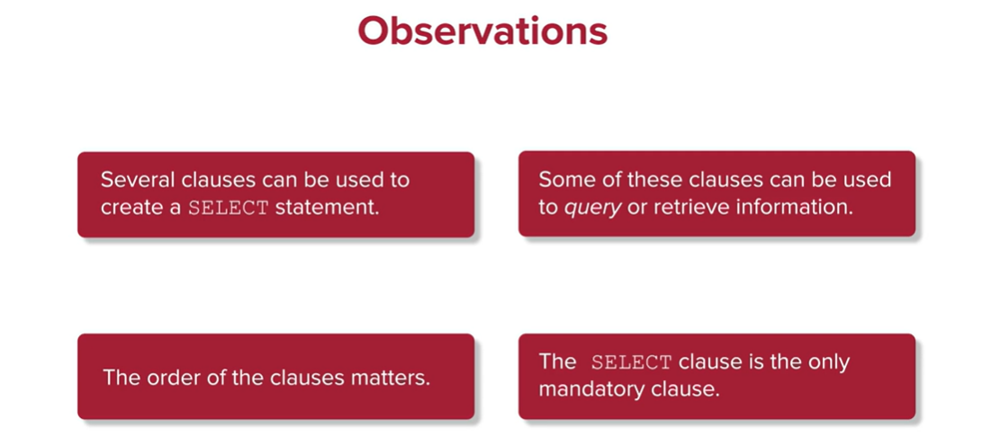 Observations
Several clauses can be used to
create a SELECT statement.
Some of these clauses can be used
to query or retrieve information.
The order of the clauses matters.
The SELECT clause is the only
mandatory clause.